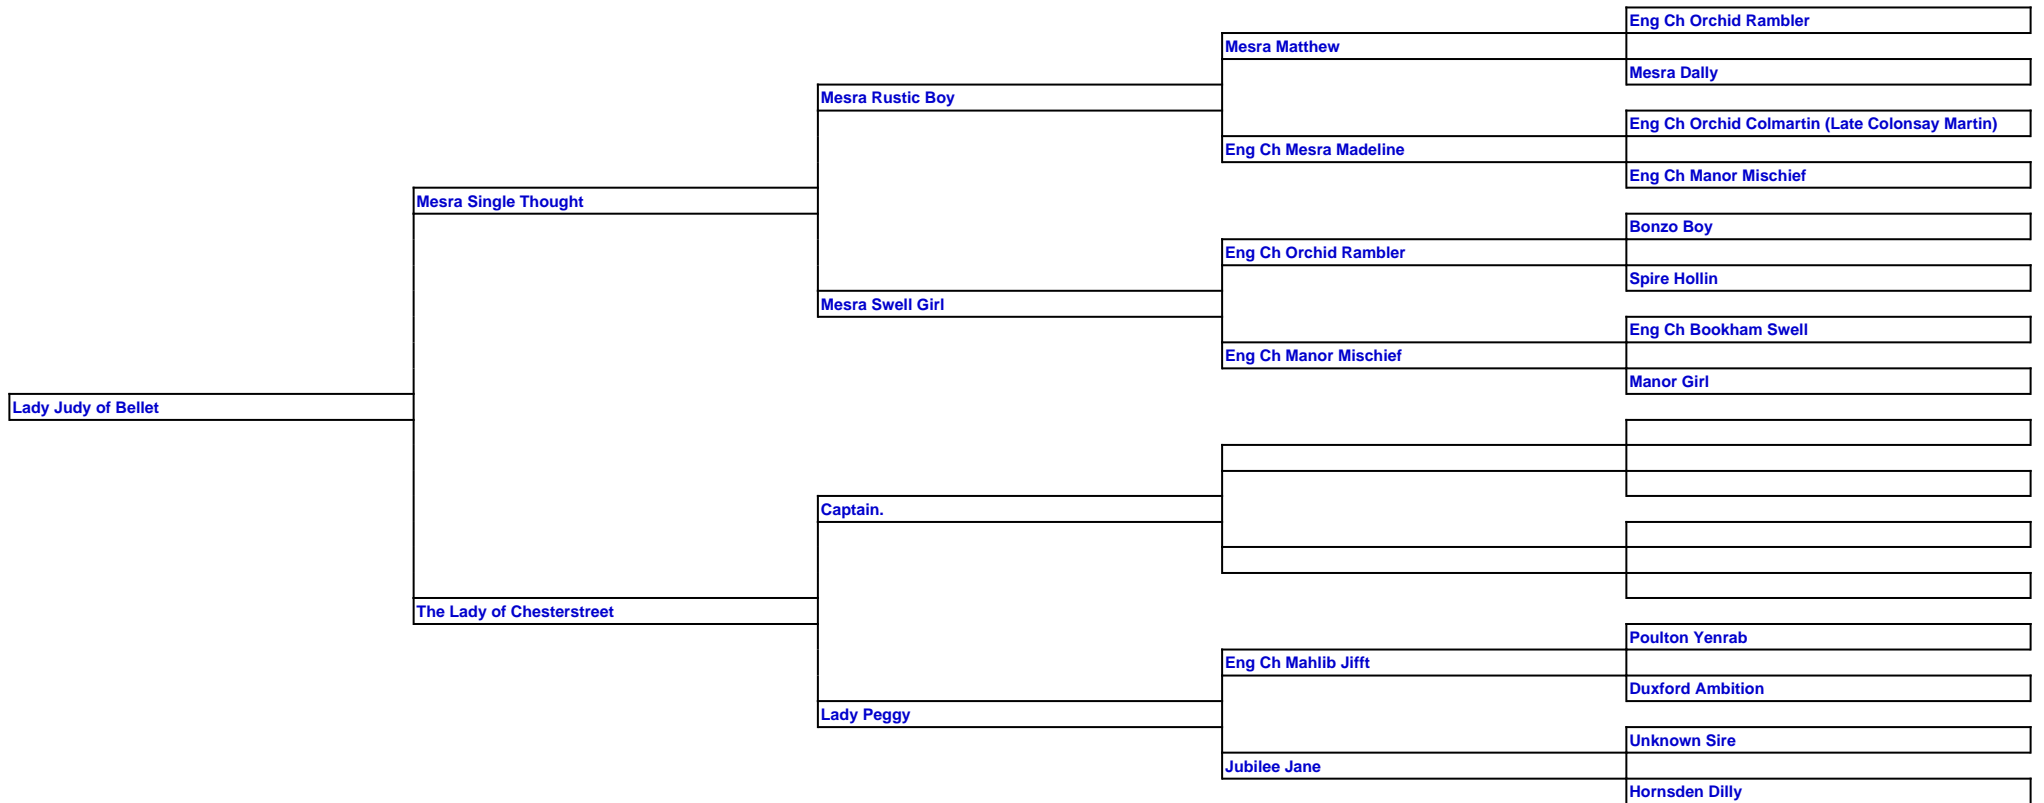 Eng Ch Orchid Rambler
Mesra Matthew
Mesra Dally
Mesra Rustic Boy
Eng Ch Orchid Colmartin (Late Colonsay Martin)
Eng Ch Mesra Madeline
Eng Ch Manor Mischief
Mesra Single Thought
Bonzo Boy
Eng Ch Orchid Rambler
Spire Hollin
Mesra Swell Girl
Eng Ch Bookham Swell
Eng Ch Manor Mischief
Manor Girl
Lady Judy of Bellet
Captain.
The Lady of Chesterstreet
Poulton Yenrab
Eng Ch Mahlib Jifft
Duxford Ambition
Lady Peggy
Unknown Sire
Jubilee Jane
Hornsden Dilly